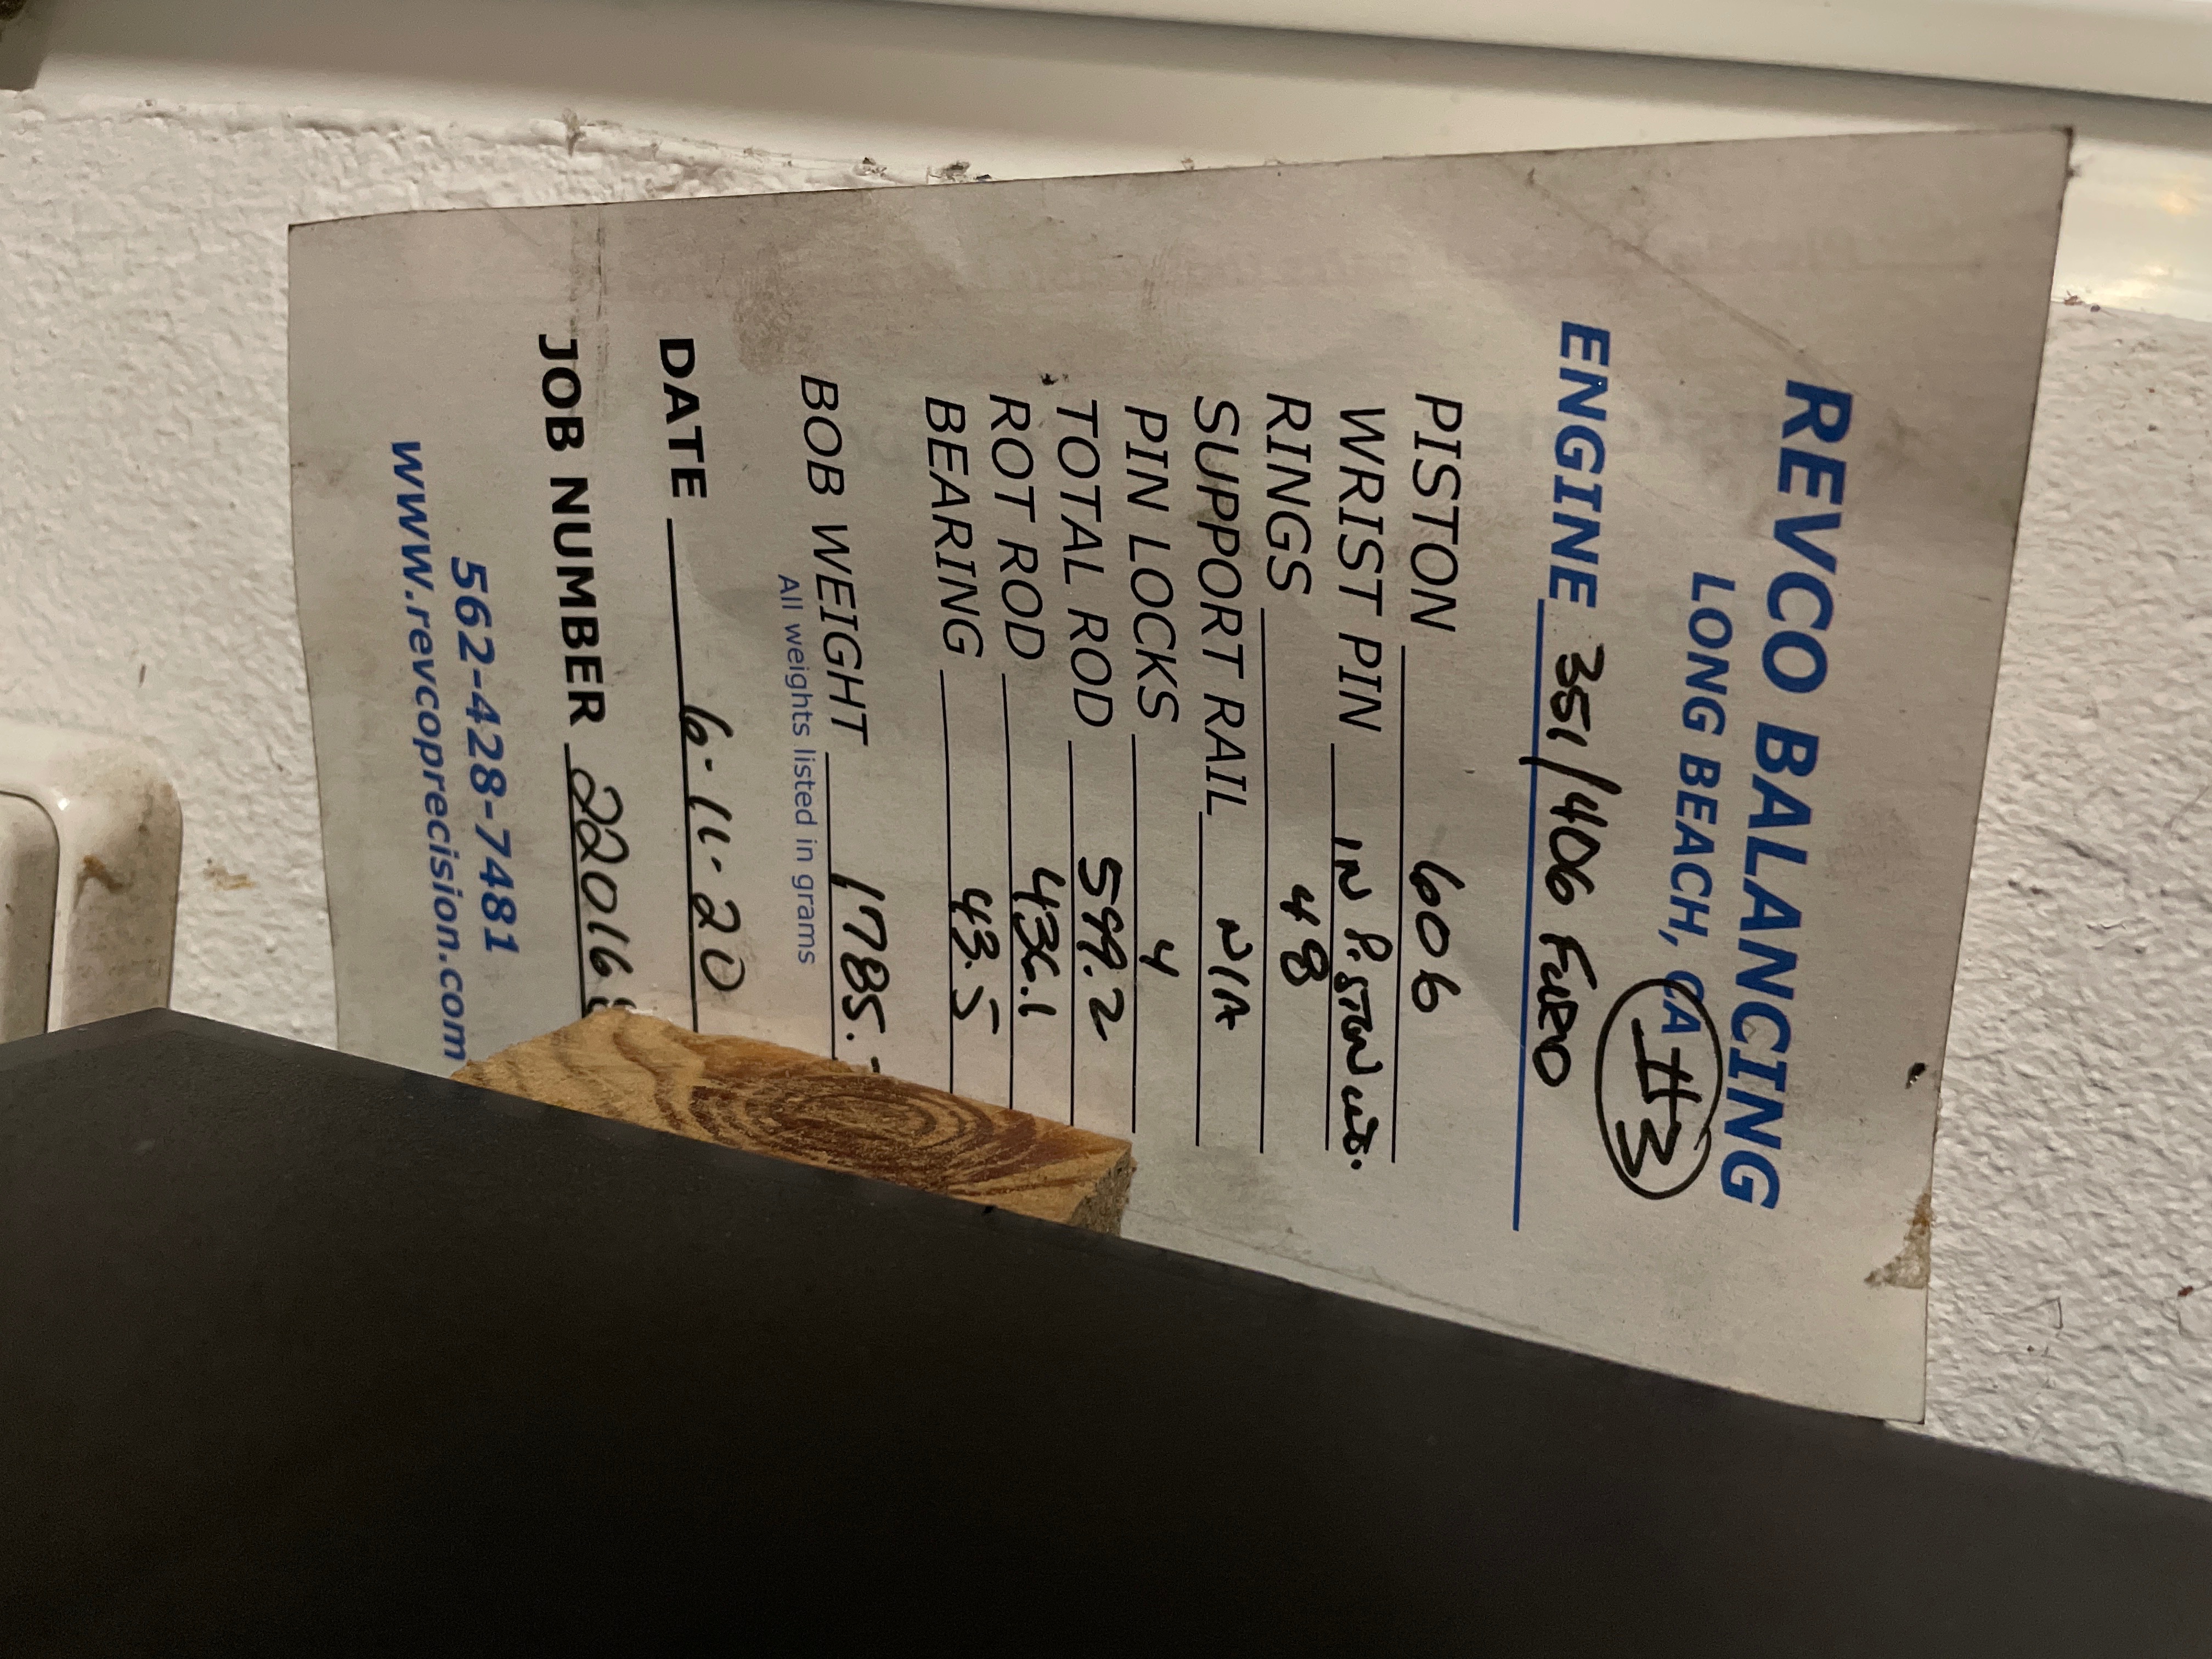 REVCO BALANCING
LONG BEACH, CA
#3
ENGINE 351/406 FORD
PISTON 606
WRIST PIN IN PISTON WT.
RINGS 48
SUPPORT RAIL N/A
PIN LOCKS 4
TOTAL ROD 599.2
ROT ROD 436.1
BEARING 43.5
BOB WEIGHT 1785.
All weights listed in grams
DATE 6-11-20
JOB NUMBER 22016
562-428-7481
www.revcoprecision.com